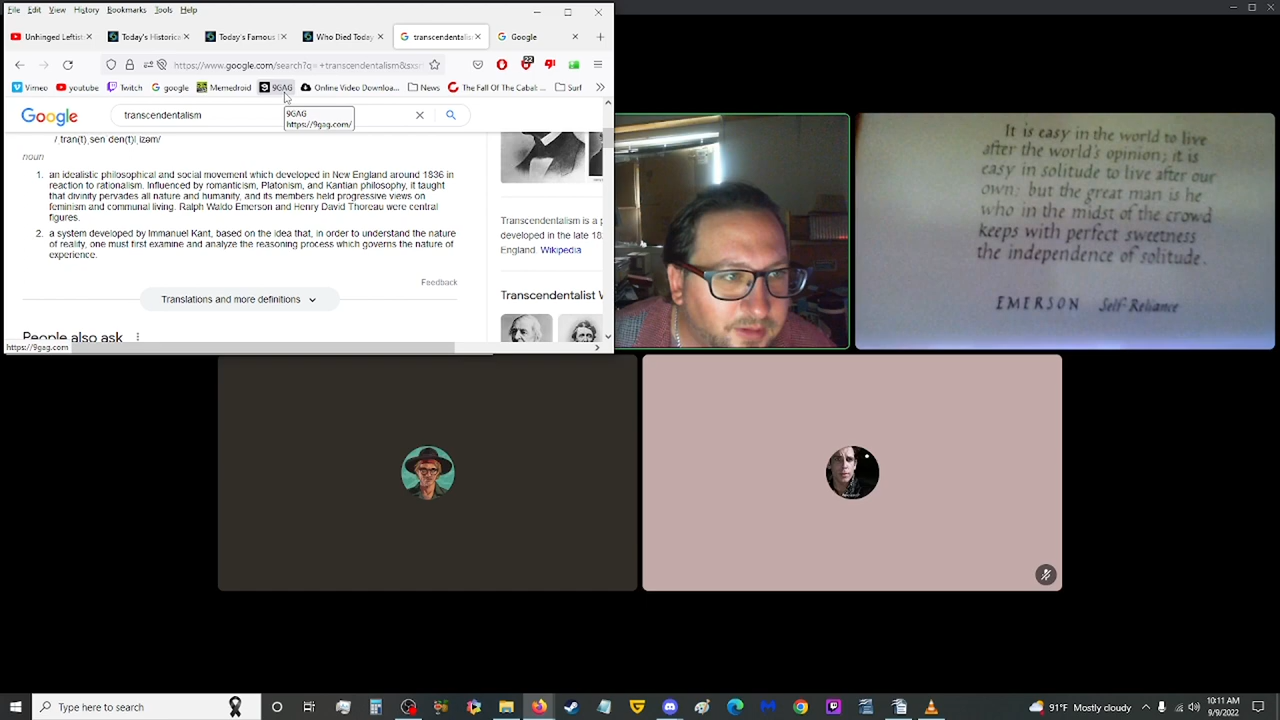 File Edit View History Bookmarks Tools Help
Unhinged Leftist
Today's Historica
Today's Famous
Who Died Today
transcendentalis
Google
https://www.google.com/search?q=+transcendentalism&sxsr
22
Vimeo youtube Twitch google Memedroid 9GAG Online Video Downloa... News The Fall Of The Cabal: ... Surf
Google
transcendentalism
9GAG
https://9gag.com/
/ˌtran(t)ˌsenˈden(t)lˌizəm/
noun
1. an idealistic philosophical and social movement which developed in New England around 1836 in
reaction to rationalism. Influenced by romanticism, Platonism, and Kantian philosophy, it taught
that divinity pervades all nature and humanity, and its members held progressive views on
feminism and communal living. Ralph Waldo Emerson and Henry David Thoreau were central
figures.
2. a system developed by Immanuel Kant, based on the idea that, in order to understand the nature
of reality, one must first examine and analyze the reasoning process which governs the nature of
experience.
Feedback
Translations and more definitions
People also ask
Transcendentalism is a p
developed in the late 18
England. Wikipedia
Transcendentalist W
https://9gag.com
It is easy in the world to live
after the world's opinion; it is
easy in solitude to live after our
own; but the great man is he
who in the midst of the crowd
keeps with perfect sweetness
the independence of solitude.
EMERSON Self-Reliance
Type here to search
91°F Mostly cloudy
10:11 AM
9/9/2022